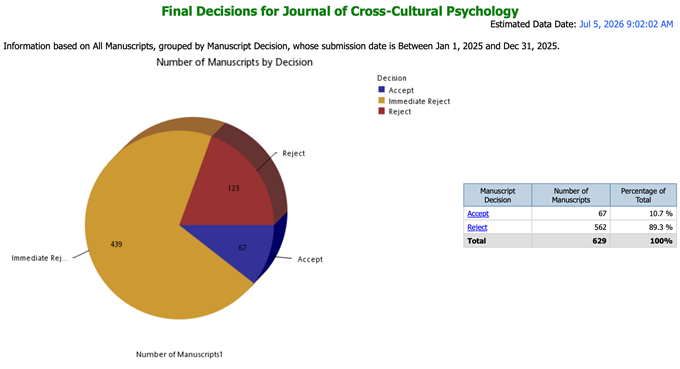 Final Decisions for Journal of Cross-Cultural Psychology
Estimated Data Date: Jul 5, 2026 9:02:02 AM
Information based on All Manuscripts, grouped by Manuscript Decision, whose submission date is Between Jan 1, 2025 and Dec 31, 2025.
Number of Manuscripts by Decision
Decision
Accept
Immediate Reject
Reject
Reject
123
439
67
Immediate Rej...
Accept
Number of Manuscripts1
Manuscript Decision Number of Manuscripts Percentage of Total
Accept 67 10.7 %
Reject 562 89.3 %
Total 629 100%